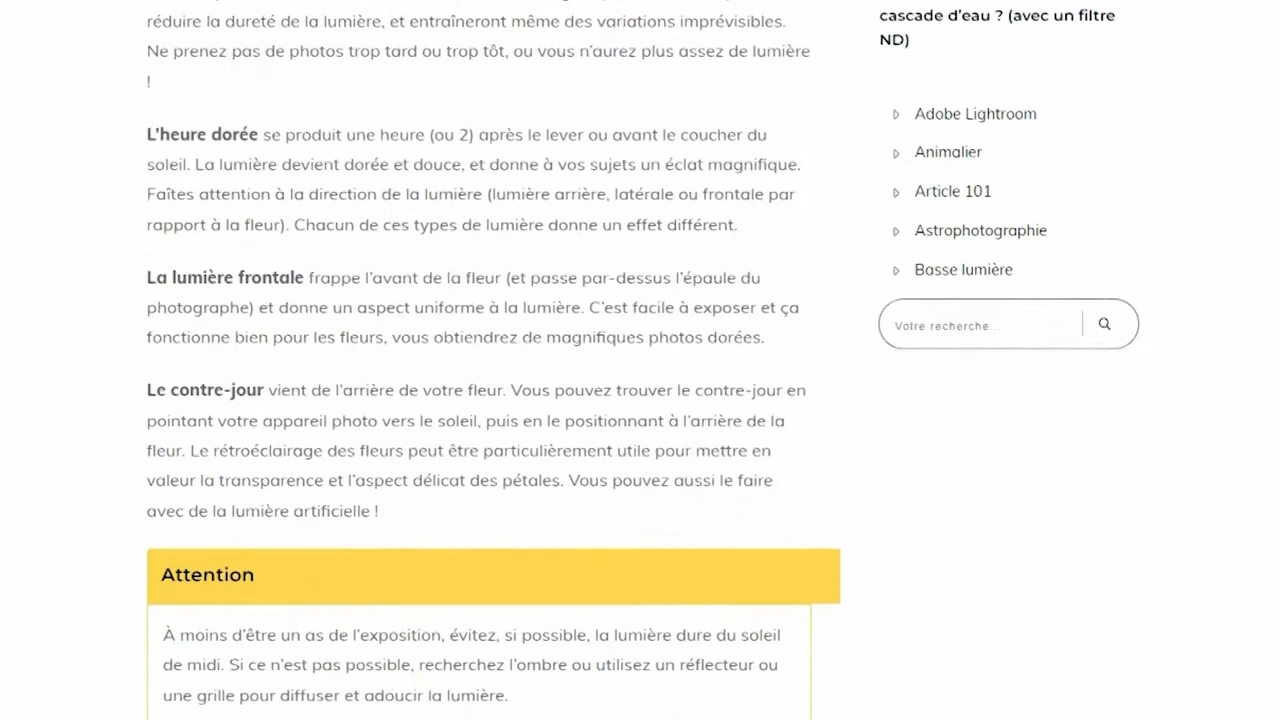 réduire la dureté de la lumière, et entraîneront même des variations imprévisibles.
Ne prenez pas de photos trop tard ou trop tôt, ou vous n'aurez plus assez de lumière
!
L'heure dorée se produit une heure (ou 2) après le lever ou avant le coucher du
soleil. La lumière devient dorée et douce, et donne à vos sujets un éclat magnifique.
Faîtes attention à la direction de la lumière (lumière arrière, latérale ou frontale par
rapport à la fleur). Chacun de ces types de lumière donne un effet différent.
La lumière frontale frappe l'avant de la fleur (et passe par-dessus l'épaule du
photographe) et donne un aspect uniforme à la lumière. C'est facile à exposer et ça
fonctionne bien pour les fleurs, vous obtiendrez de magnifiques photos dorées.
Le contre-jour vient de l'arrière de votre fleur. Vous pouvez trouver le contre-jour en
pointant votre appareil photo vers le soleil, puis en le positionnant à l'arrière de la
fleur. Le rétroéclairage des fleurs peut être particulièrement utile pour mettre en
valeur la transparence et l'aspect délicat des pétales. Vous pouvez aussi le faire
avec de la lumière artificielle !
Attention
À moins d'être un as de l'exposition, évitez, si possible, la lumière dure du soleil
de midi. Si ce n'est pas possible, recherchez l'ombre ou utilisez un réflecteur ou
une grille pour diffuser et adoucir la lumière.
cascade d'eau ? (avec un filtre
ND)
Adobe Lightroom
Animalier
Article 101
Astrophotographie
Basse lumière
Votre recherche...